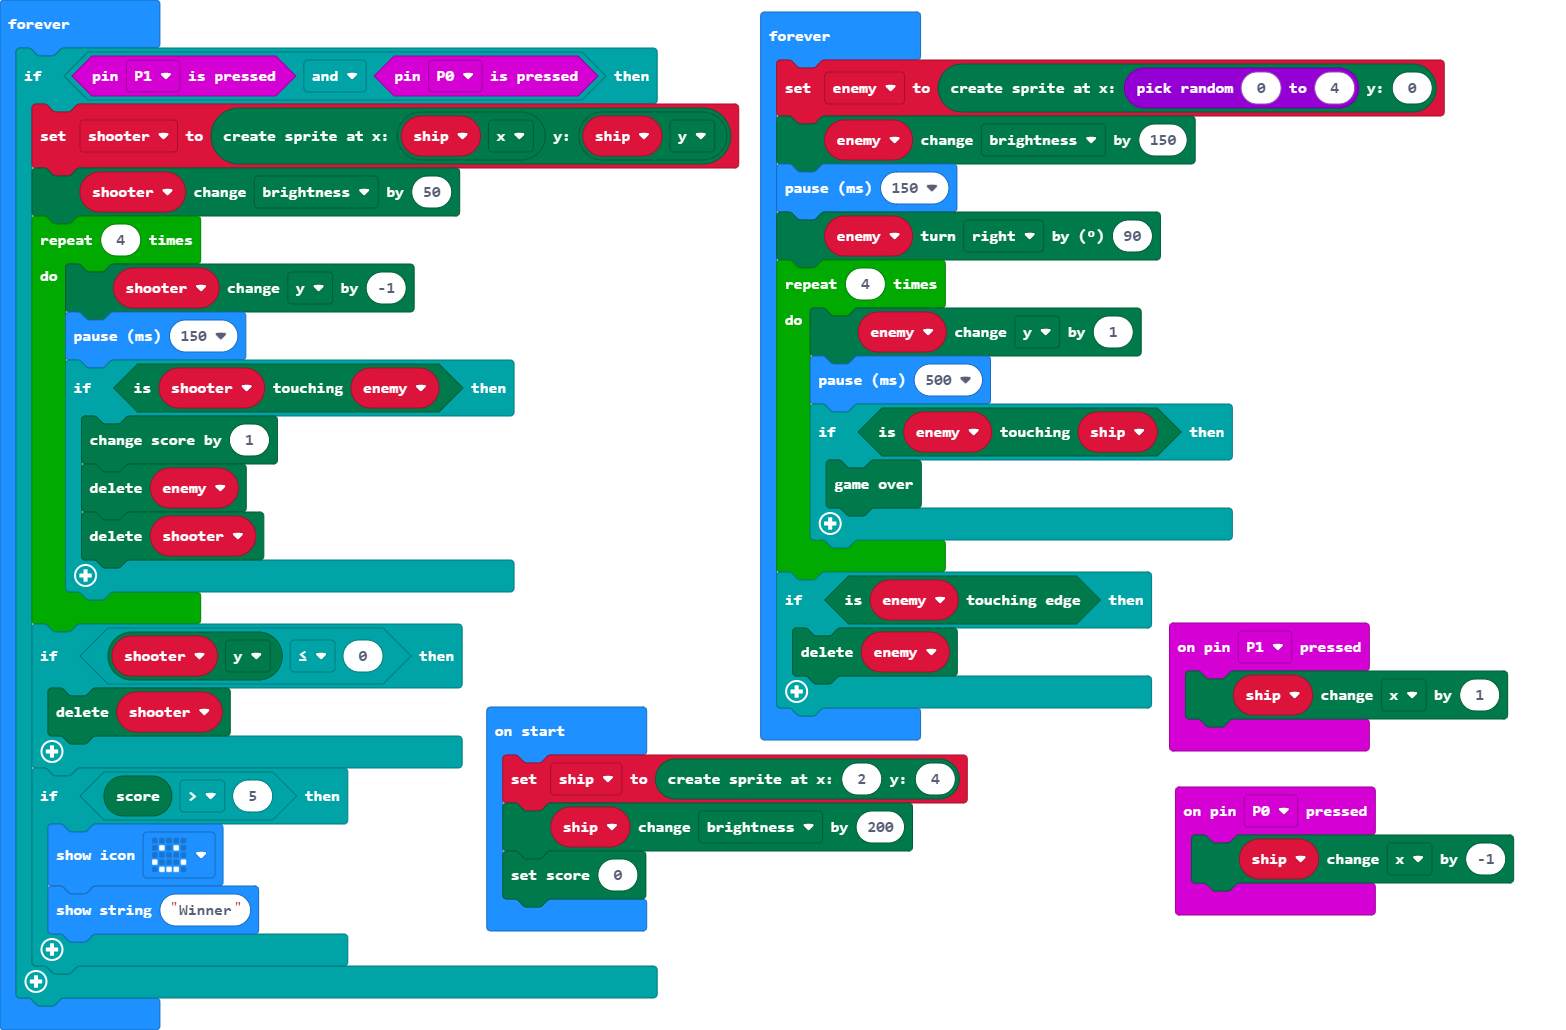 forever
if pin P1 is pressed and pin P0 is pressed then
set shooter to create sprite at x: ship x y: ship y
shooter change brightness by 50
repeat 4 times
do
shooter change y by -1
pause (ms) 150
if is shooter touching enemy then
change score by 1
delete enemy
delete shooter
if shooter y ≤ 0 then
delete shooter
if score > 5 then
show icon
show string "Winner"
on start
set ship to create sprite at x: 2 y: 4
ship change brightness by 200
set score 0
forever
set enemy to create sprite at x: pick random 0 to 4 y: 0
enemy change brightness by 150
pause (ms) 150
enemy turn right by (º) 90
repeat 4 times
do
enemy change y by 1
pause (ms) 500
if is enemy touching ship then
game over
if is enemy touching edge then
delete enemy
on pin P1 pressed
ship change x by 1
on pin P0 pressed
ship change x by -1